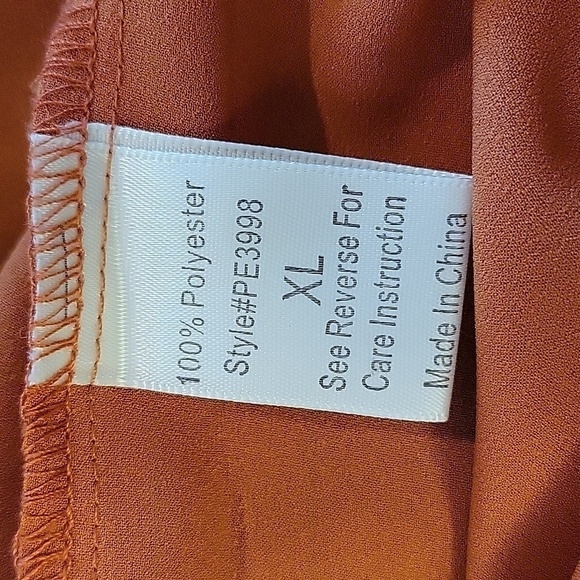 100% Polyester
Style#PE3998
XL
See Reverse For
Care Instruction
Made In China